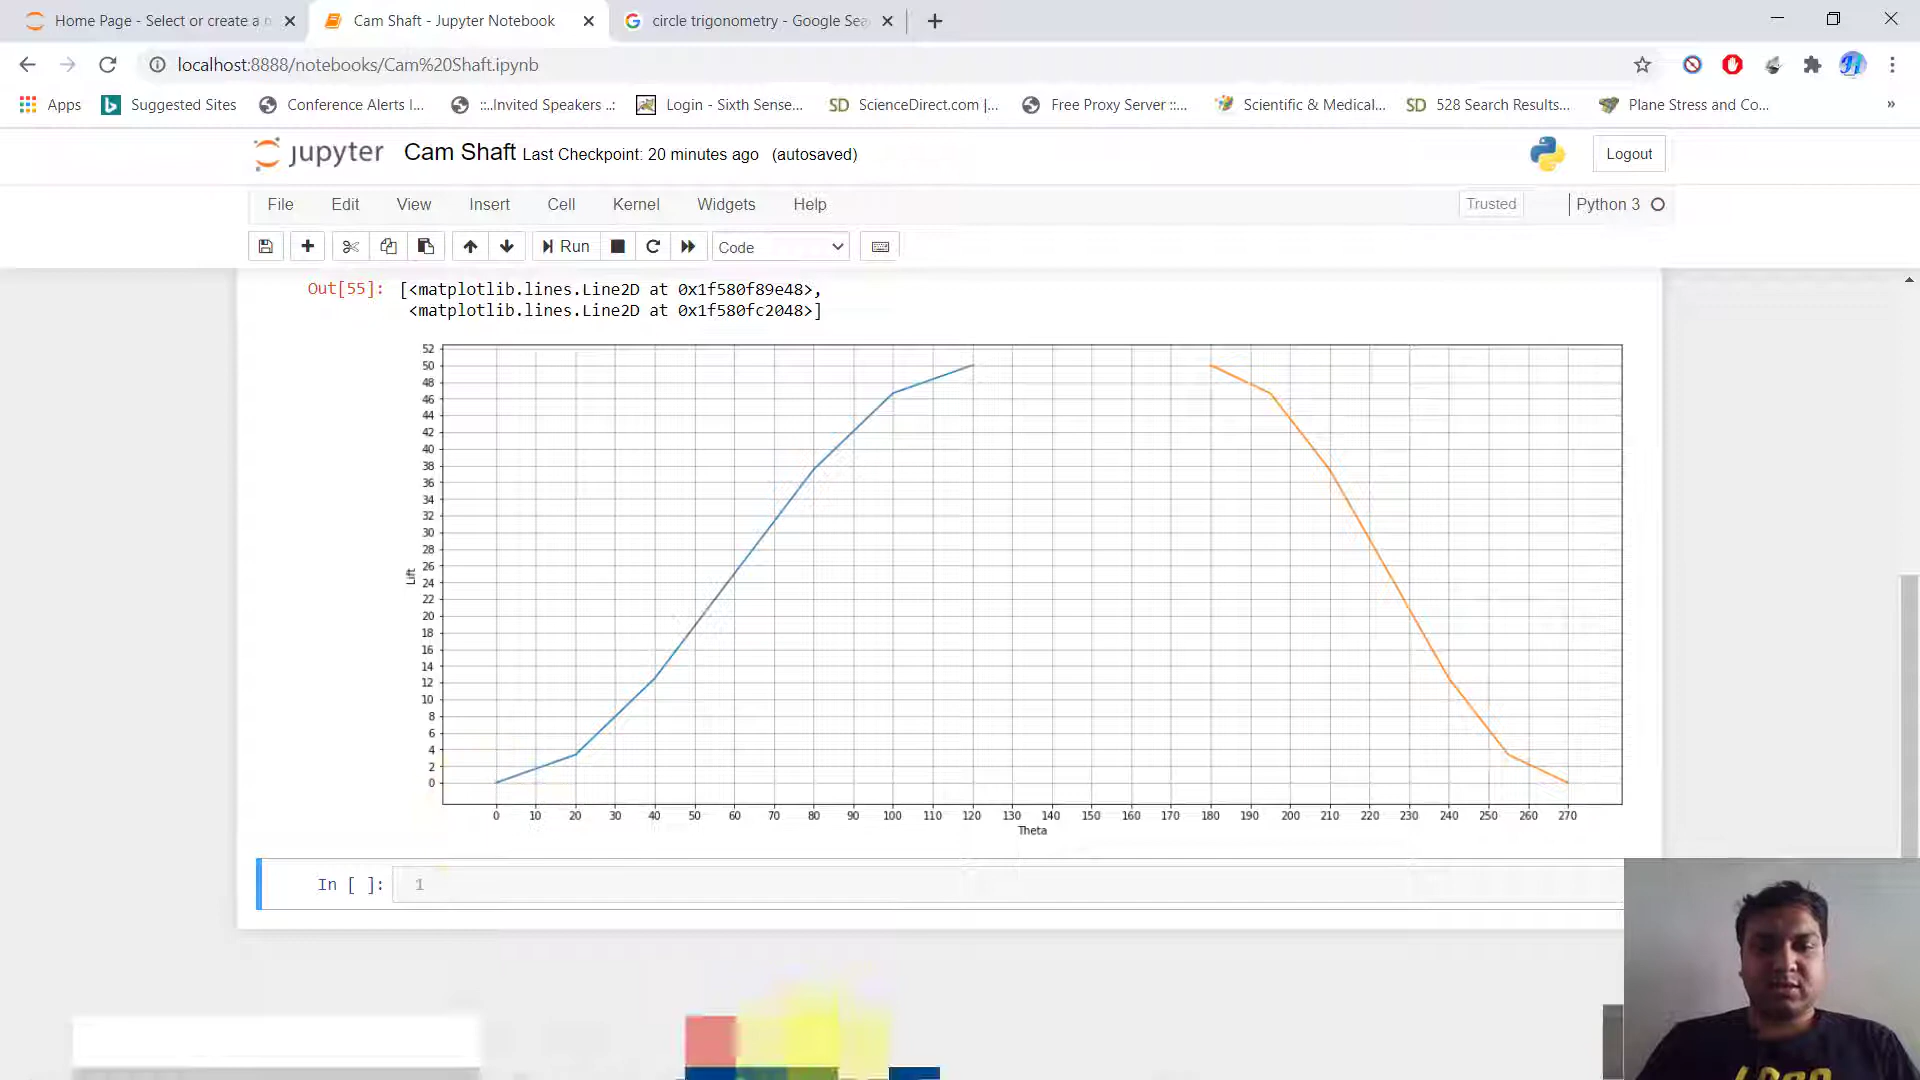 Home Page - Select or create a n
Cam Shaft - Jupyter Notebook
circle trigonometry - Google Sea
localhost:8888/notebooks/Cam%20Shaft.ipynb
Apps
Suggested Sites
Conference Alerts I...
::..Invited Speakers ..:
Login - Sixth Sense...
SD ScienceDirect.com |...
Free Proxy Server ::...
Scientific & Medical...
SD 528 Search Results...
Plane Stress and Co...
jupyter Cam Shaft Last Checkpoint: 20 minutes ago (autosaved)
Logout
File Edit View Insert Cell Kernel Widgets Help
Trusted
Python 3
Run
Code
Out[55]: [<matplotlib.lines.Line2D at 0x1f580f89e48>,
<matplotlib.lines.Line2D at 0x1f580fc2048>]
52
50
48
46
44
42
40
38
36
34
32
30
28
26
24
22
20
18
16
14
12
10
8
6
4
2
0
Lift
0 10 20 30 40 50 60 70 80 90 100 110 120 130 140 150 160 170 180 190 200 210 220 230 240 250 260 270
Theta
In [ ]: 1